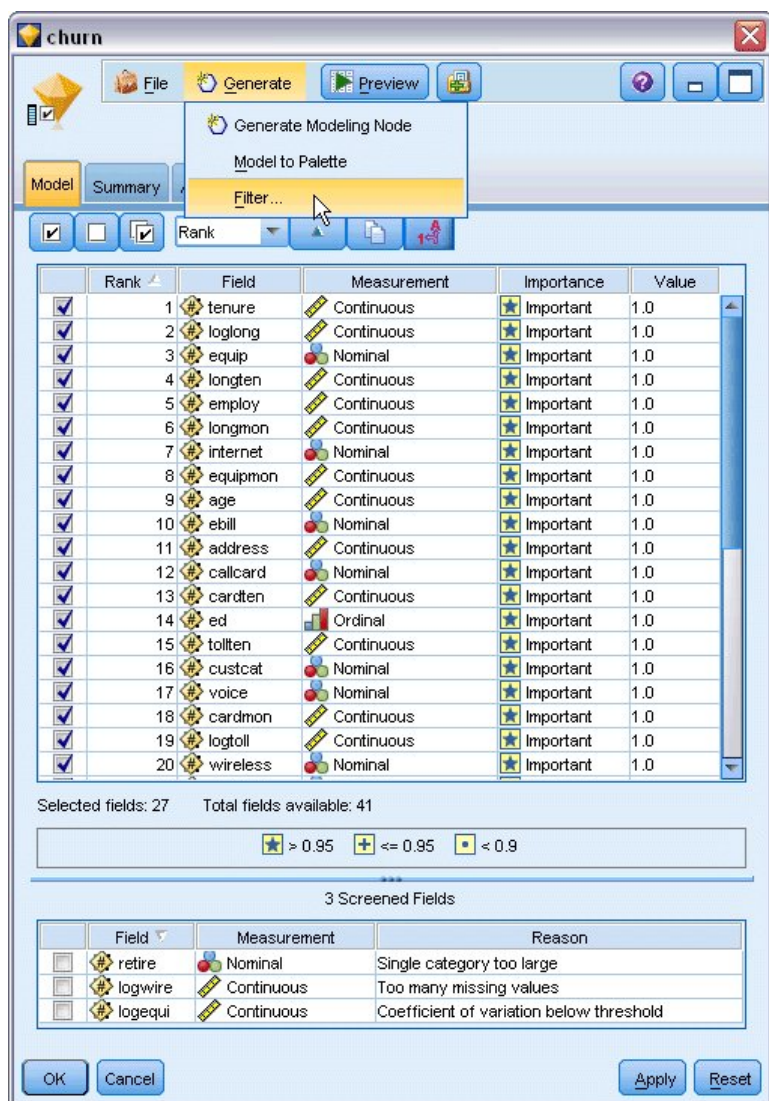 churn
File Generate Preview
Generate Modeling Node
Model to Palette
Filter...
Model Summary
Rank
Rank Field Measurement Importance Value
1 tenure Continuous Important 1.0
2 loglong Continuous Important 1.0
3 equip Nominal Important 1.0
4 longten Continuous Important 1.0
5 employ Continuous Important 1.0
6 longmon Continuous Important 1.0
7 internet Nominal Important 1.0
8 equipmon Continuous Important 1.0
9 age Continuous Important 1.0
10 ebill Nominal Important 1.0
11 address Continuous Important 1.0
12 callcard Nominal Important 1.0
13 cardten Continuous Important 1.0
14 ed Ordinal Important 1.0
15 tollten Continuous Important 1.0
16 custcat Nominal Important 1.0
17 voice Nominal Important 1.0
18 cardmon Continuous Important 1.0
19 logtoll Continuous Important 1.0
20 wireless Nominal Important 1.0
Selected fields: 27 Total fields available: 41
> 0.95 <= 0.95 < 0.9
3 Screened Fields
Field Measurement Reason
retire Nominal Single category too large
logwire Continuous Too many missing values
logequi Continuous Coefficient of variation below threshold
OK Cancel Apply Reset